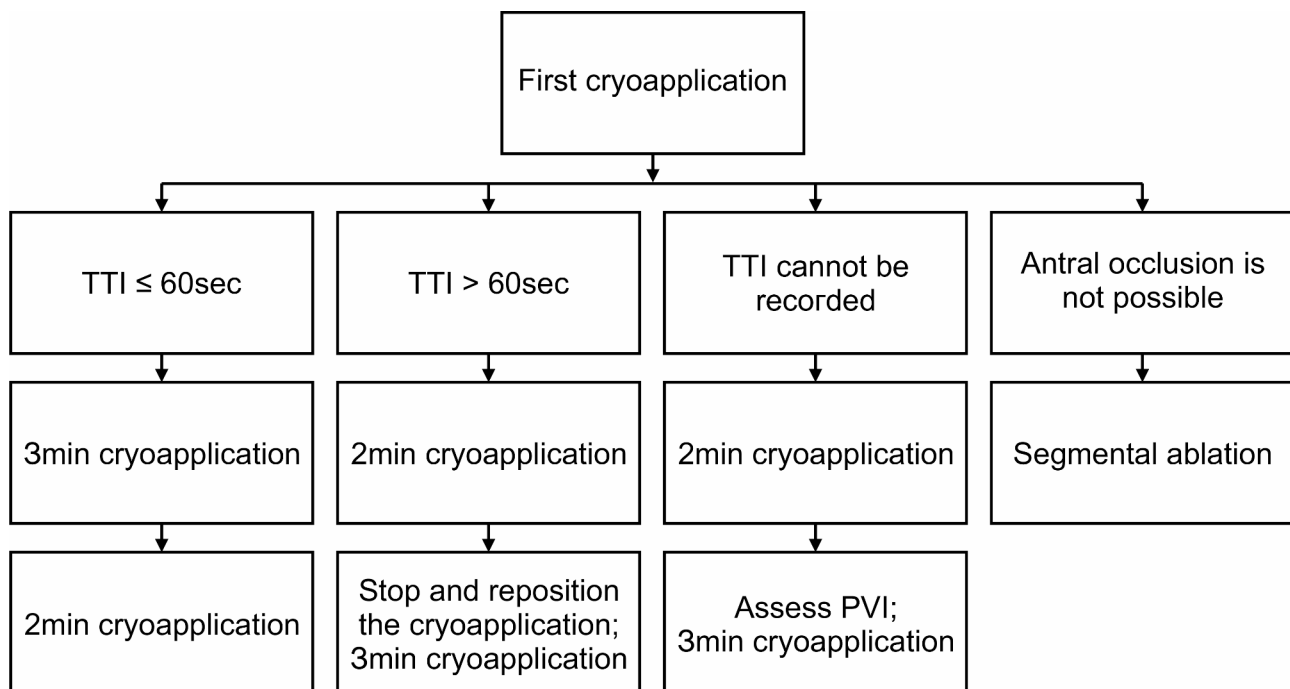 First cryoapplication
TTI ≤ 60sec
TTI > 60sec
TTI cannot be
recorded
Antral occlusion is
not possible
3min cryoapplication
2min cryoapplication
2min cryoapplication
Segmental ablation
2min cryoapplication
Stop and reposition
the cryoapplication;
3min cryoapplication
Assess PVI;
3min cryoapplication